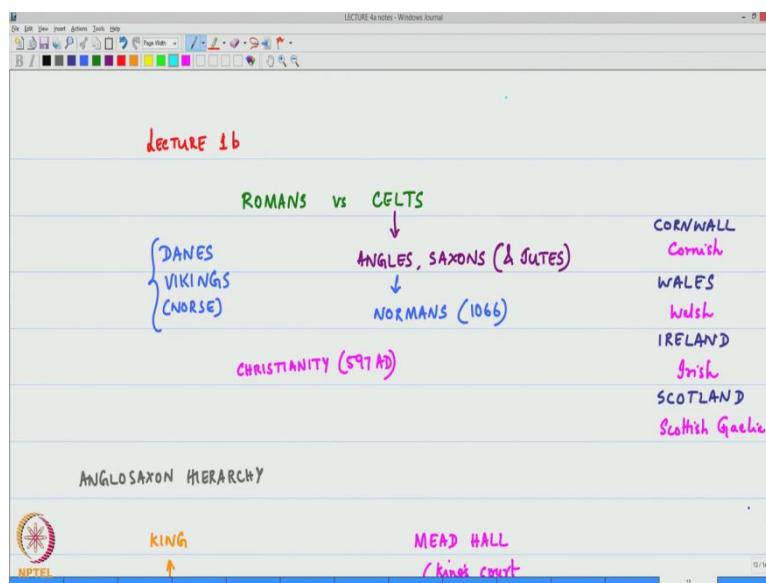 LECTURE 4a notes - Windows Journal
File Edit View Insert Actions Tools Help
Page Width
B I
LECTURE 1b
ROMANS vs CELTS
DANES
VIKINGS
(NORSE)
ANGLES, SAXONS (& JUTES)
NORMANS (1066)
CHRISTIANITY (597 AD)
CORNWALL
Cornish
WALES
Welsh
IRELAND
Irish
SCOTLAND
Scottish Gaelic
ANGLOSAXON HIERARCHY
KING
MEAD HALL
(King's court
NPTEL